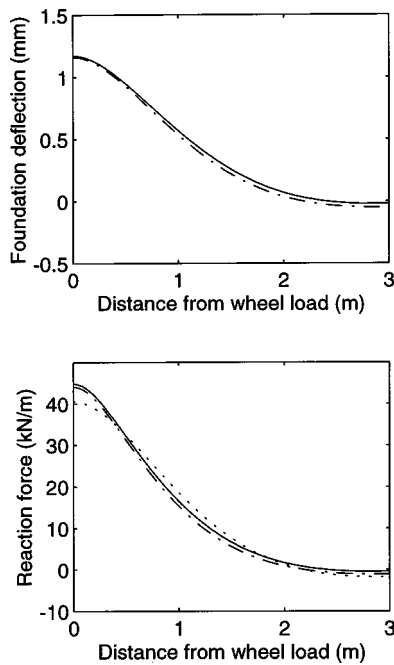 1.5
1
0.5
0
-0.5
Foundation deflection (mm)
0 1 2 3
Distance from wheel load (m)
40
30
20
10
0
-10
Reaction force (kN/m)
0 1 2 3
Distance from wheel load (m)